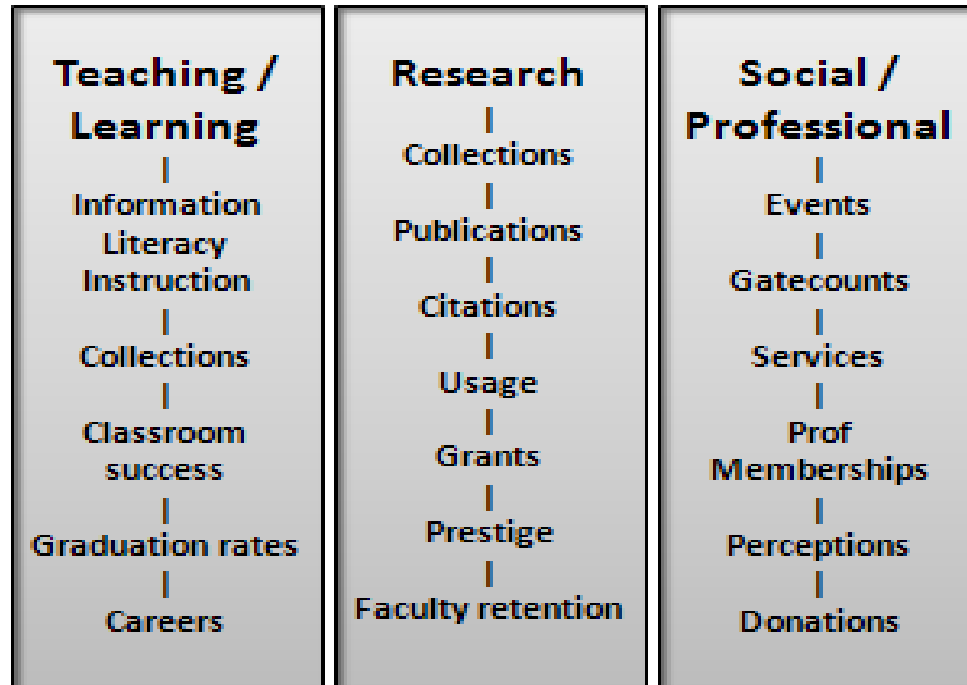 Teaching /
Learning
|
Information
Literacy
Instruction
|
Collections
|
Classroom
success
|
Graduation rates
|
Careers
Research
|
Collections
|
Publications
|
Citations
|
Usage
|
Grants
|
Prestige
|
Faculty retention
Social /
Professional
|
Events
|
Gatecounts
|
Services
|
Prof
Memberships
|
Perceptions
|
Donations